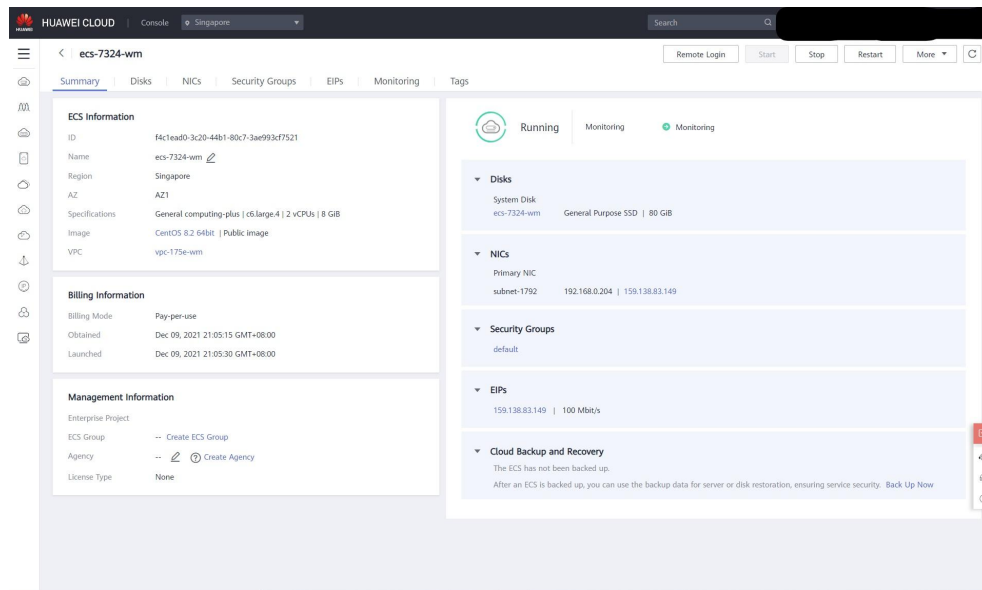 HUAWEI
HUAWEI CLOUD | Console Singapore Search
ecs-7324-wm Remote Login Start Stop Restart More
Summary Disks NICs Security Groups EIPs Monitoring Tags
ECS Information
ID f4c1ead0-3c20-44b1-80c7-3ae993cf7521
Name ecs-7324-wm
Region Singapore
AZ AZ1
Specifications General computing-plus | c6.large.4 | 2 vCPUs | 8 GiB
Image CentOS 8.2 64bit | Public image
VPC vpc-175e-wm
Billing Information
Billing Mode Pay-per-use
Obtained Dec 09, 2021 21:05:15 GMT+08:00
Launched Dec 09, 2021 21:05:30 GMT+08:00
Management Information
Enterprise Project
ECS Group -- Create ECS Group
Agency -- Create Agency
License Type None
Running Monitoring Monitoring
Disks
System Disk
ecs-7324-wm General Purpose SSD | 80 GiB
NICs
Primary NIC
subnet-1792 192.168.0.204 | 159.138.83.149
Security Groups
default
EIPs
159.138.83.149 | 100 Mbit/s
Cloud Backup and Recovery
The ECS has not been backed up.
After an ECS is backed up, you can use the backup data for server or disk restoration, ensuring service security. Back Up Now